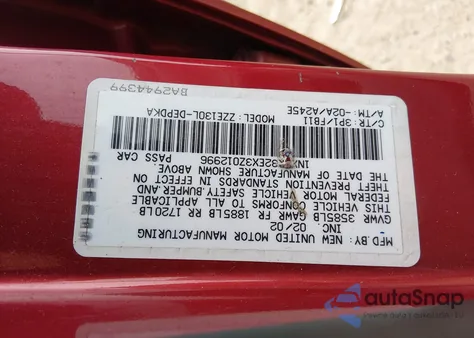 MFD. BY: NEW UNITED MOTOR MANUFACTURING
INC. 02/02
GVWR 3585LB GAWR FR 1885LB RR 1720LB
THIS VEHICLE CONFORMS TO ALL APPLICABLE
FEDERAL MOTOR VEHICLE SAFETY, BUMPER, AND
THEFT PREVENTION STANDARDS IN EFFECT ON
THE DATE OF MANUFACTURE SHOWN ABOVE.
PASS CAR
MODEL: ZZE130L-DEPDKA
C/TR: 3P1/FB11
A/TM: -02A/A245E
BA2944399
autoSnap